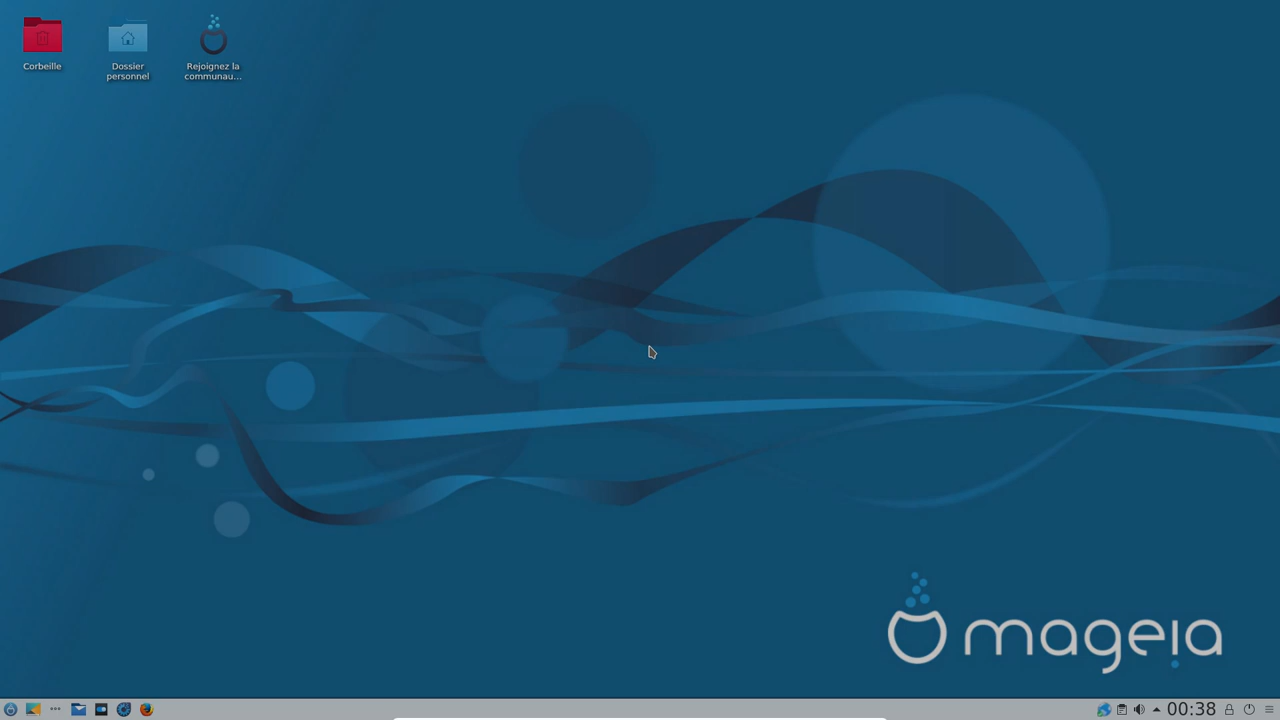 Corbeille
Dossier
personnel
Rejoignez la
communau...
mageia
00:38